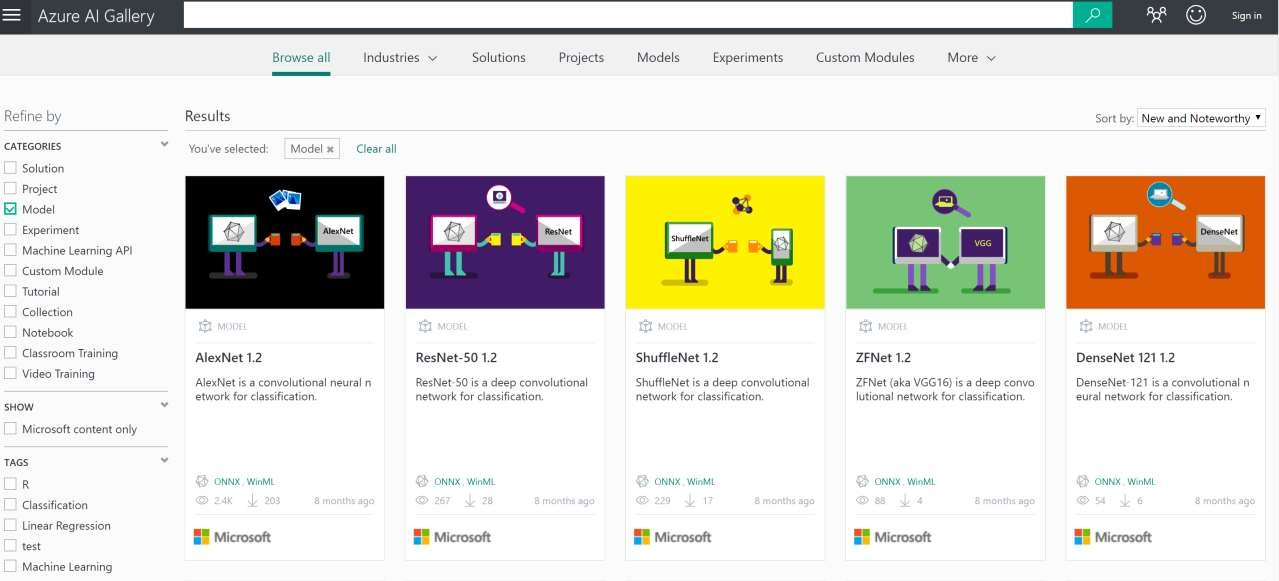 Azure AI Gallery
Sign in
Browse all Industries Solutions Projects Models Experiments Custom Modules More
Refine by
CATEGORIES
Solution
Project
Model
Experiment
Machine Learning API
Custom Module
Tutorial
Collection
Notebook
Classroom Training
Video Training
SHOW
Microsoft content only
TAGS
R
Classification
Linear Regression
test
Machine Learning
Results
Sort by: New and Noteworthy
You've selected: Model Clear all
AlexNet
MODEL
AlexNet 1.2
AlexNet is a convolutional neural n
etwork for classification.
ONNX , WinML
2.4K 203 8 months ago
Microsoft
ResNet
MODEL
ResNet-50 1.2
ResNet-50 is a deep convolutional
network for classification.
ONNX , WinML
267 28 8 months ago
Microsoft
ShuffleNet
MODEL
ShuffleNet 1.2
ShuffleNet is a deep convolutional
network for classification.
ONNX , WinML
229 17 8 months ago
Microsoft
VGG
MODEL
ZFNet 1.2
ZFNet (aka VGG16) is a deep convo
lutional network for classification.
ONNX , WinML
88 4 8 months ago
Microsoft
DenseNet
MODEL
DenseNet 121 1.2
DenseNet-121 is a convolutional n
eural network for classification.
ONNX , WinML
54 6 8 months ago
Microsoft